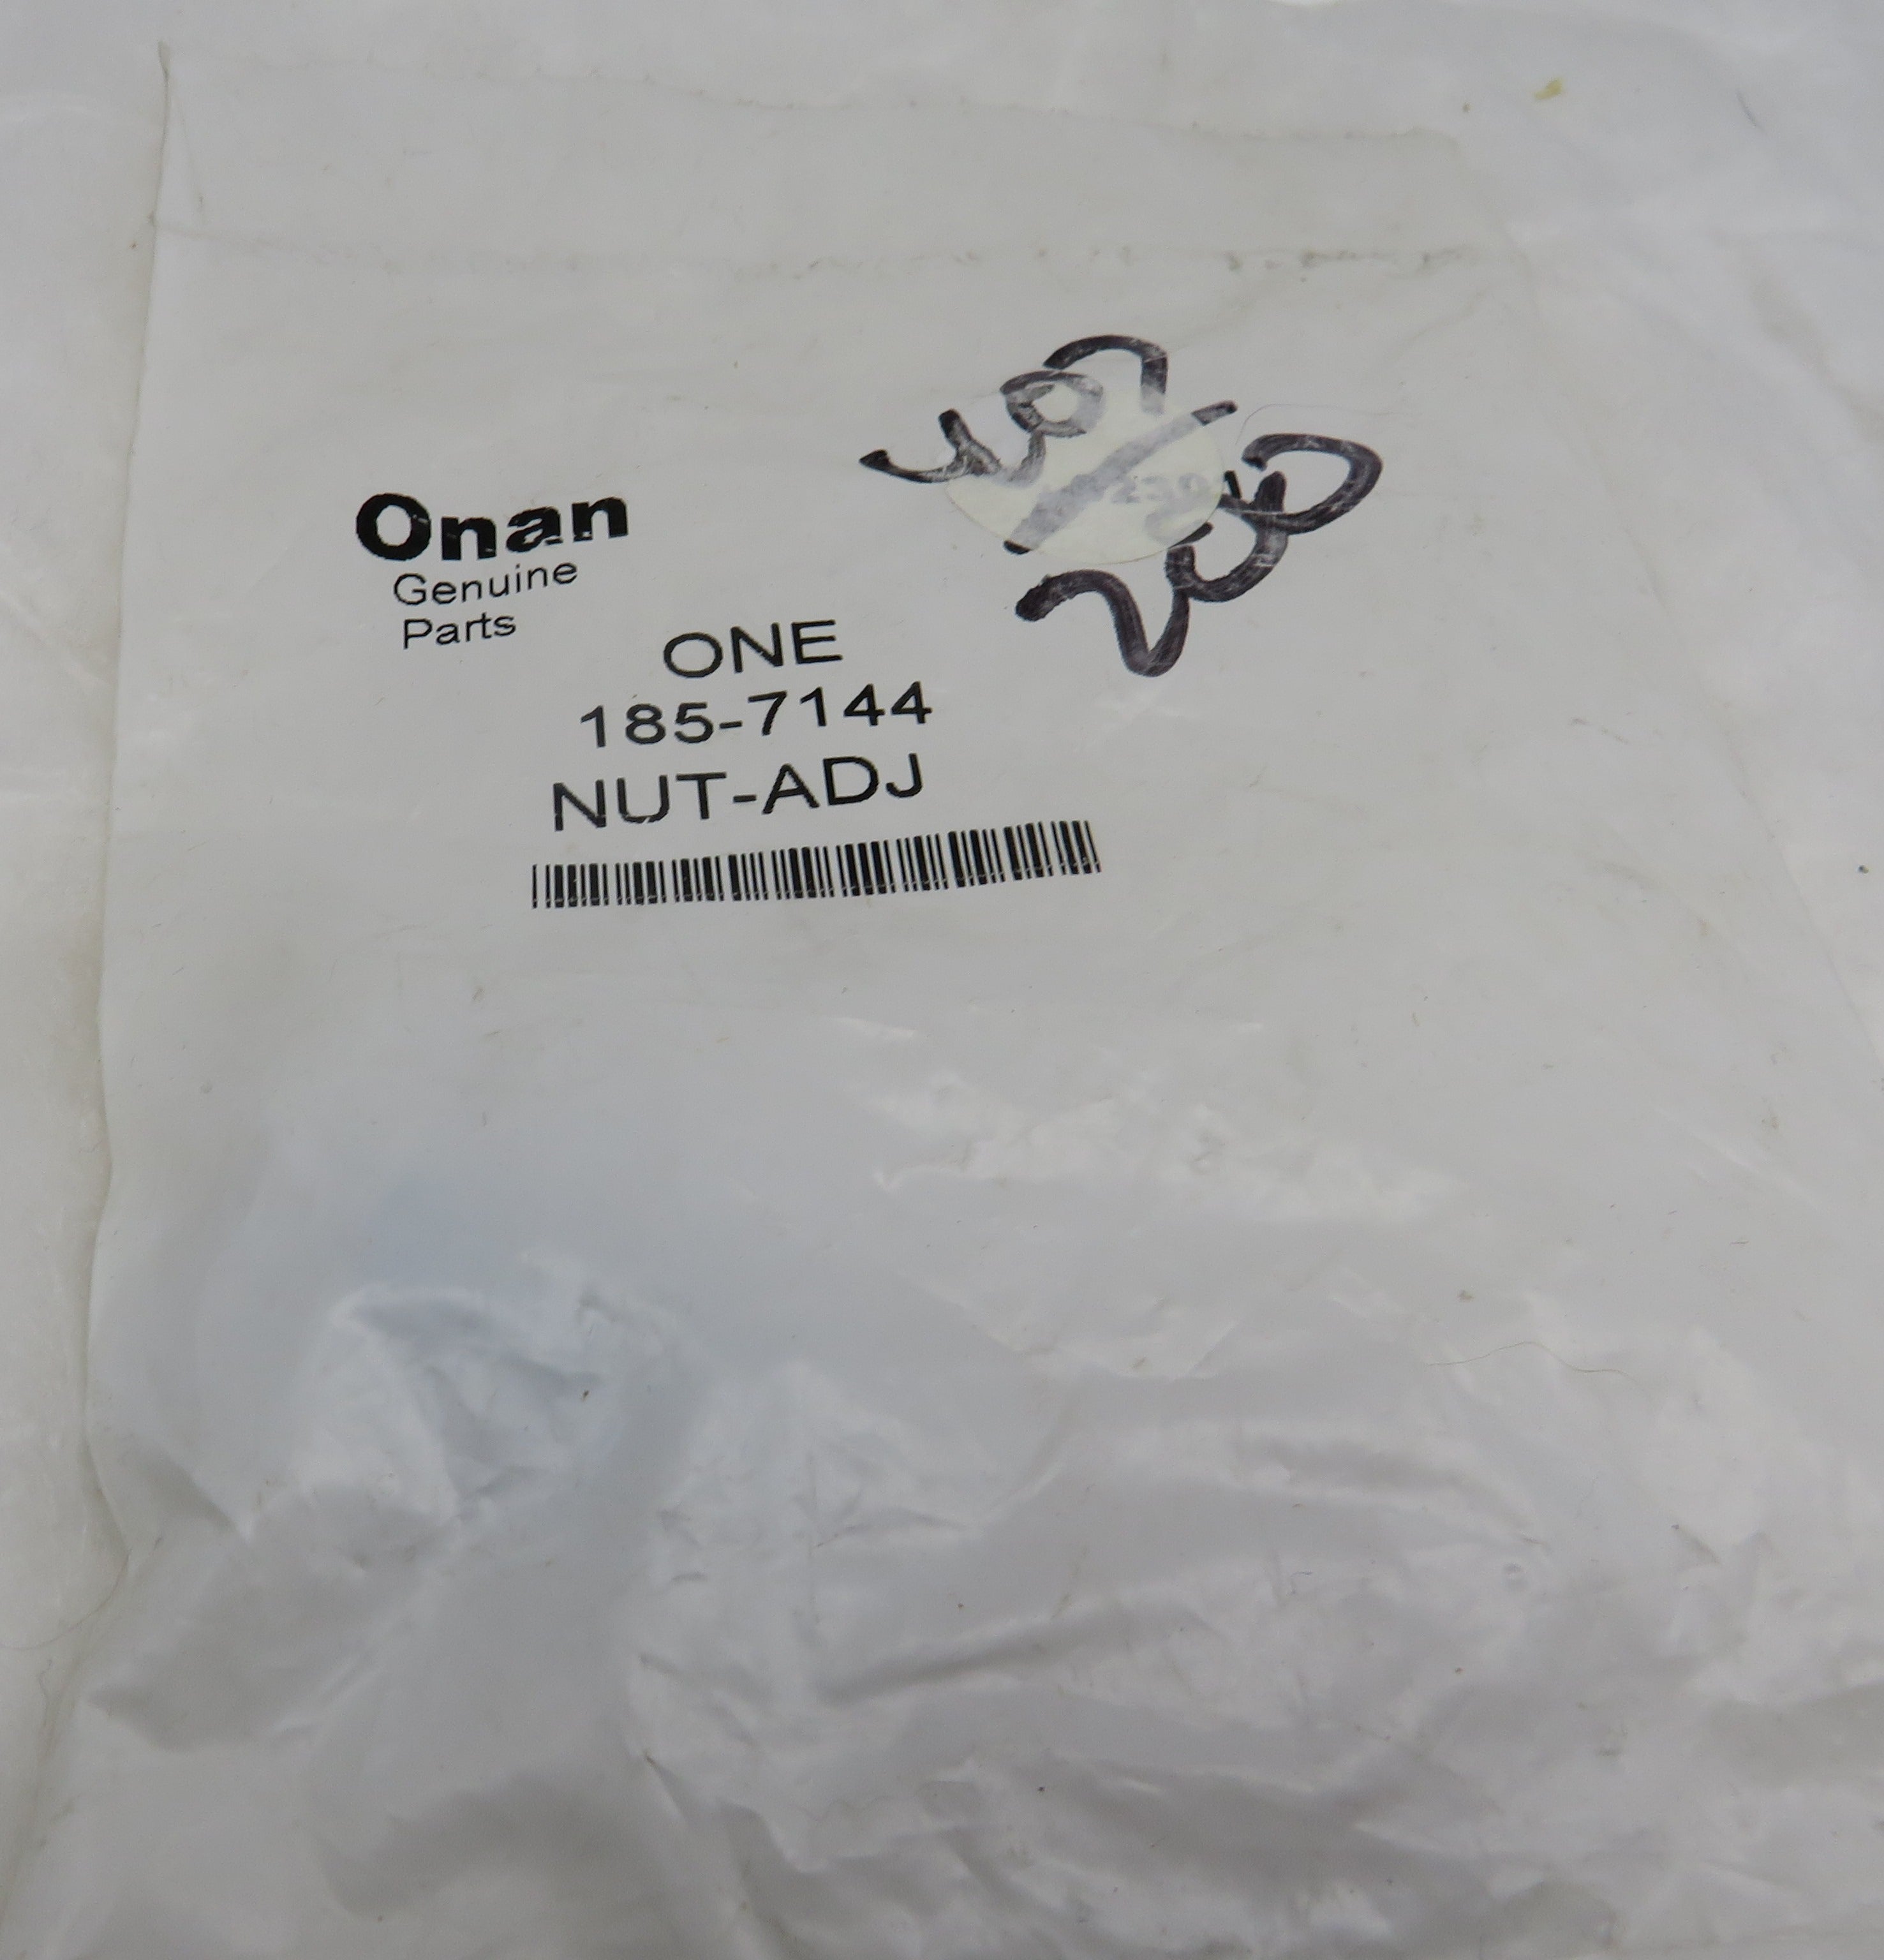 Onan
Genuine
Parts
ONE
185-7144
NUT-ADJ